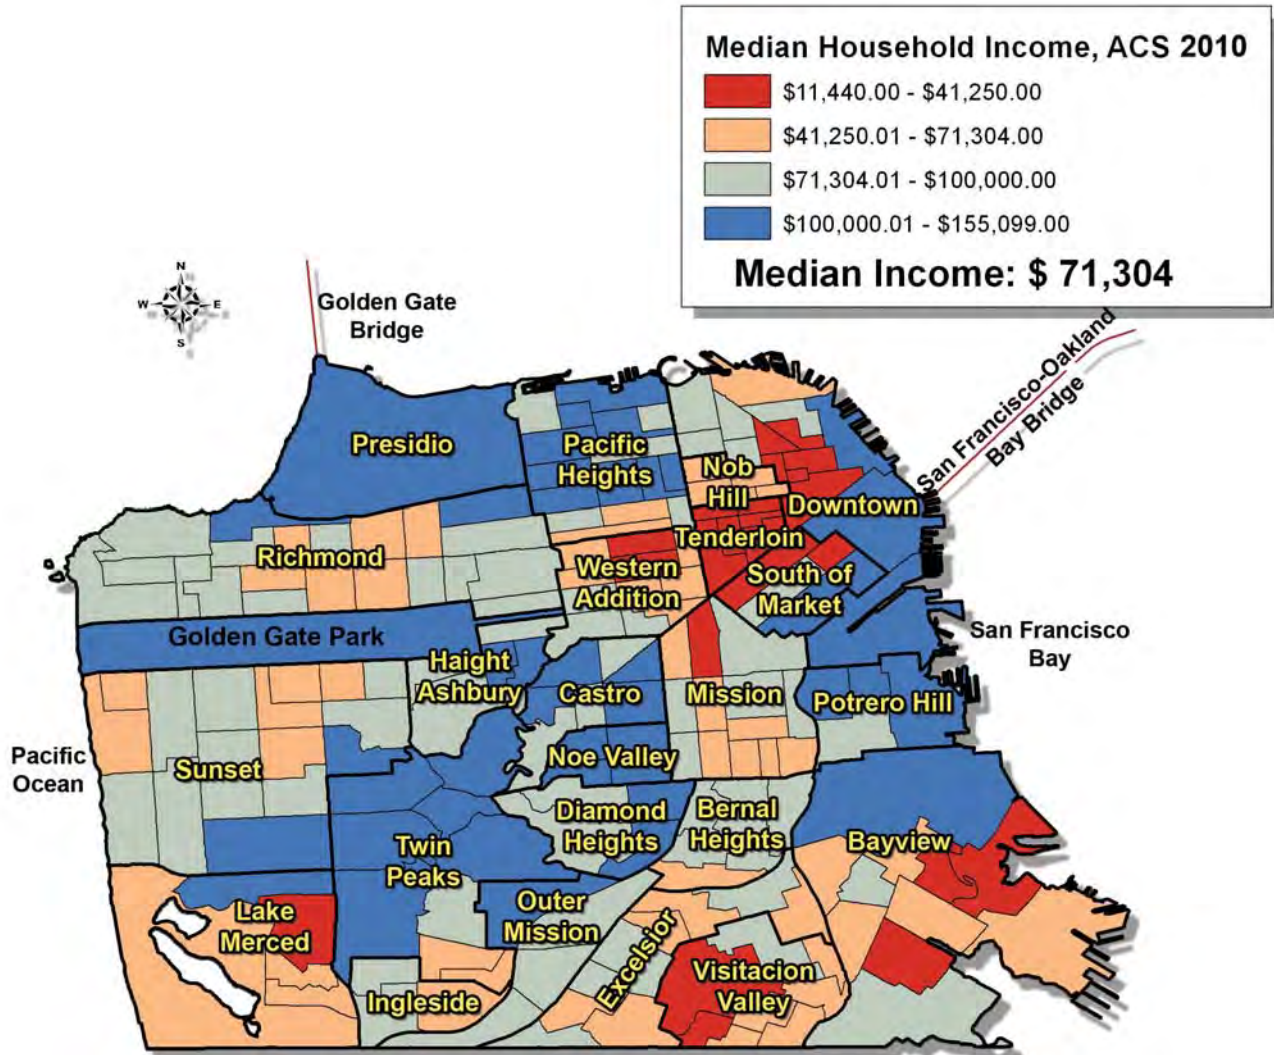 Median Household Income, ACS 2010
$11,440.00 - $41,250.00
$41,250.01 - $71,304.00
$71,304.01 - $100,000.00
$100,000.01 - $155,099.00
Median Income: $ 71,304
N
W
E
S
Golden Gate
Bridge
San Francisco-Oakland
Bay Bridge
Presidio
Pacific
Heights
Nob
Hill
Downtown
Tenderloin
Richmond
Western
Addition
South of
Market
Golden Gate Park
San Francisco
Bay
Haight
Ashbury
Castro
Mission
Potrero Hill
Pacific
Ocean
Sunset
Noe Valley
Diamond
Heights
Bernal
Heights
Bayview
Twin
Peaks
Outer
Mission
Lake
Merced
Excelsior
Visitacion
Valley
Ingleside